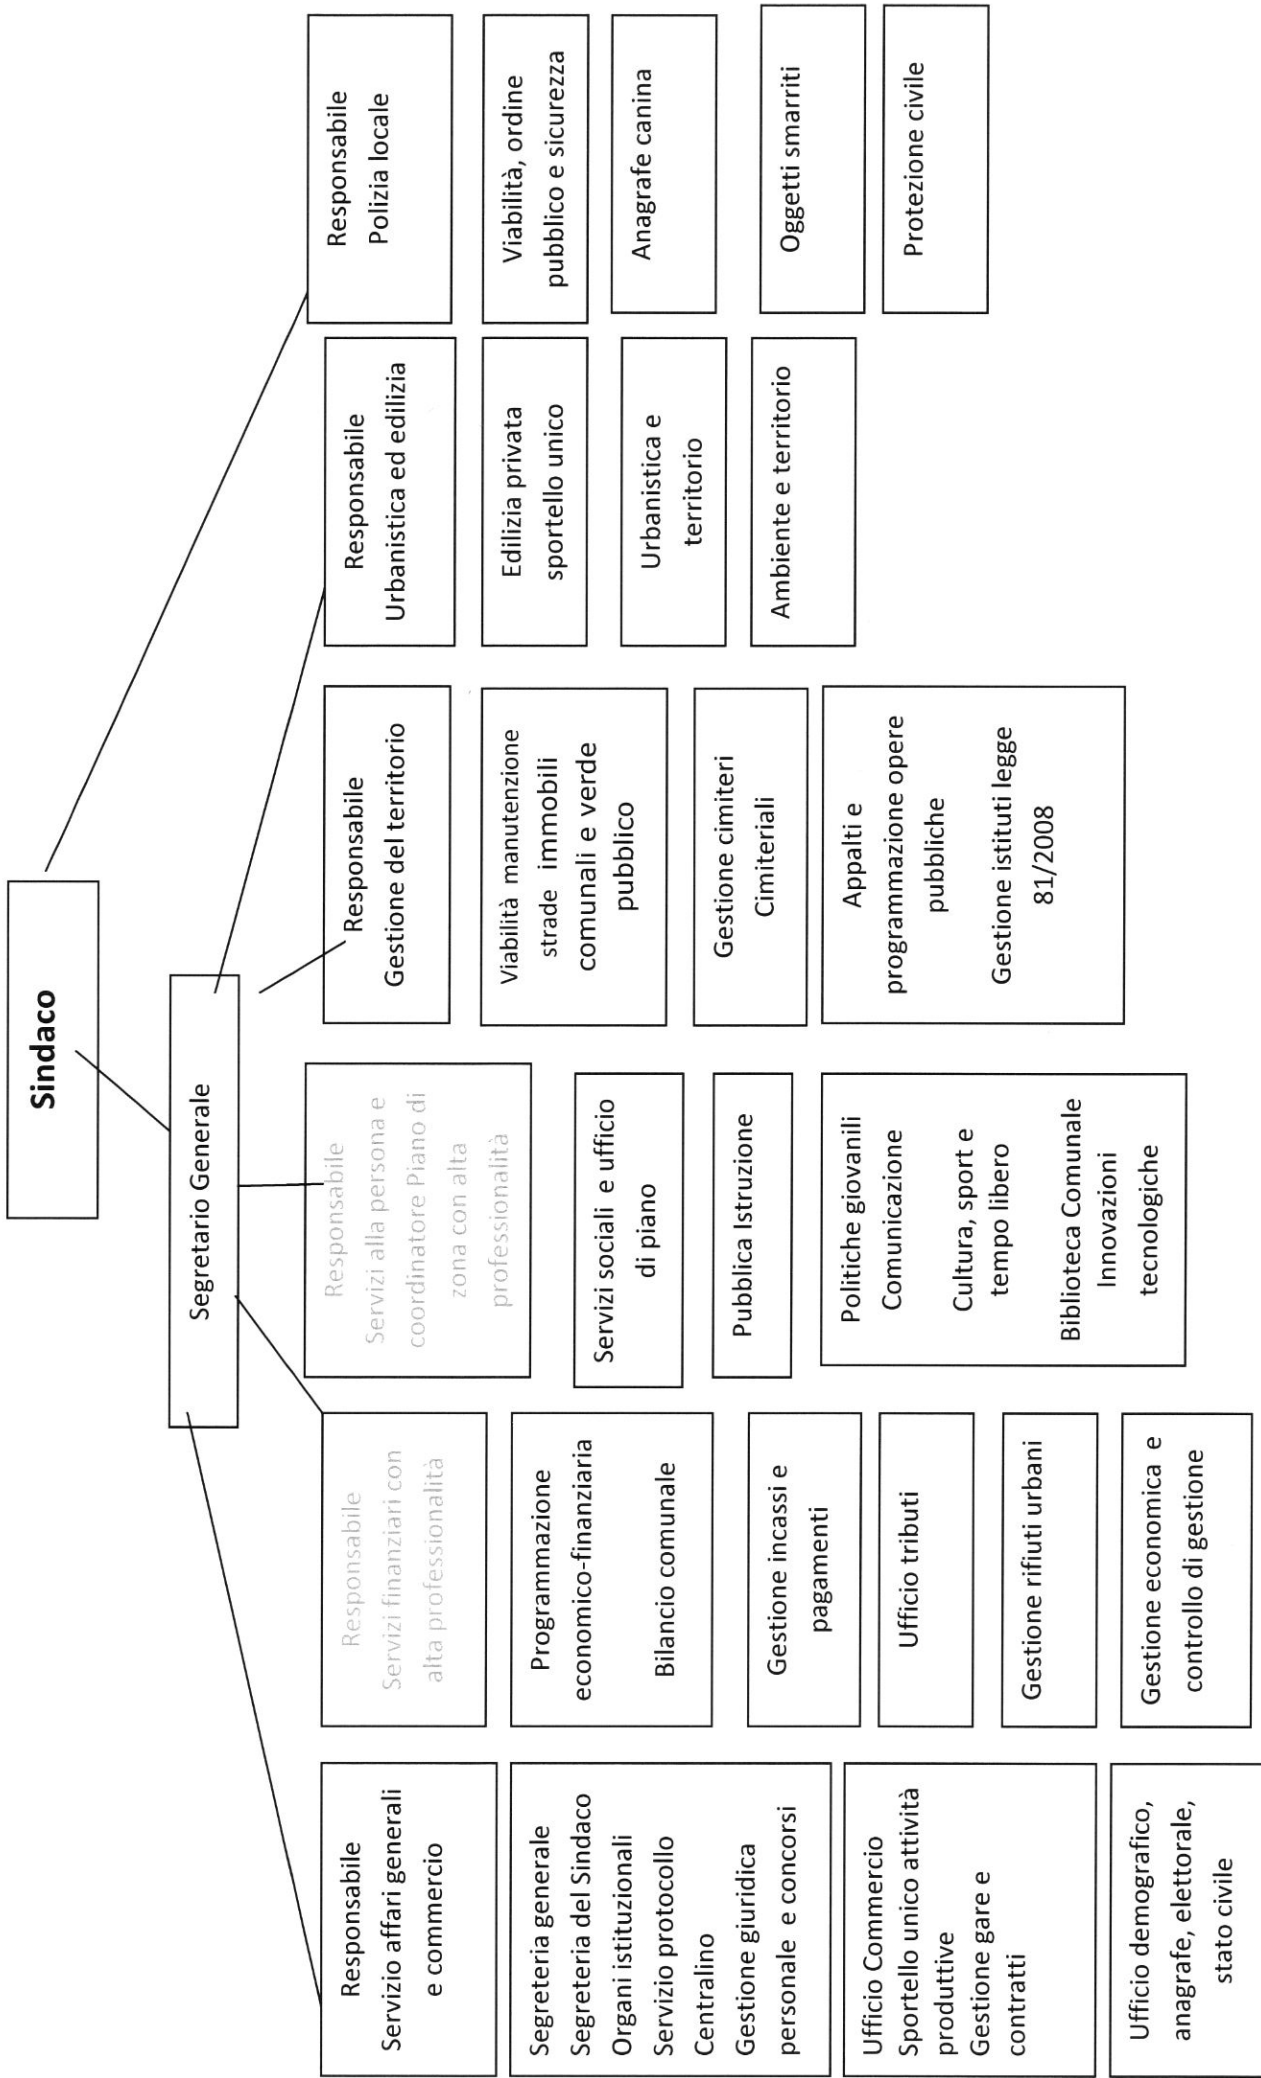 Sindaco
Segretario Generale
Responsabile
Servizio affari generali
e commercio
Segreteria generale
Segreteria del Sindaco
Organi istituzionali
Servizio protocollo
Centralino
Gestione giuridica
personale e concorsi
Ufficio Commercio
Sportello unico attività
produttive
Gestione gare e
contratti
Ufficio demografico,
anagrafe, elettorale,
stato civile
Responsabile
Servizi finanziari con
alta professionalità
Programmazione
economico-finanziaria
Bilancio comunale
Gestione incassi e
pagamenti
Ufficio tributi
Gestione rifiuti urbani
Gestione economica e
controllo di gestione
Responsabile
Servizi alla persona e
coordinatore Piano di
zona con alta
professionalità
Servizi sociali e ufficio
di piano
Pubblica Istruzione
Politiche giovanili
Comunicazione
Cultura, sport e
tempo libero
Biblioteca Comunale
Innovazioni
tecnologiche
Responsabile
Gestione del territorio
Viabilità manutenzione
strade immobili
comunali e verde
pubblico
Gestione cimiteri
Cimiteriali
Appalti e
programmazione opere
pubbliche
Gestione istituti legge
81/2008
Responsabile
Urbanistica ed edilizia
Edilizia privata
sportello unico
Urbanistica e
territorio
Ambiente e territorio
Responsabile
Polizia locale
Viabilità, ordine
pubblico e sicurezza
Anagrafe canina
Oggetti smarriti
Protezione civile